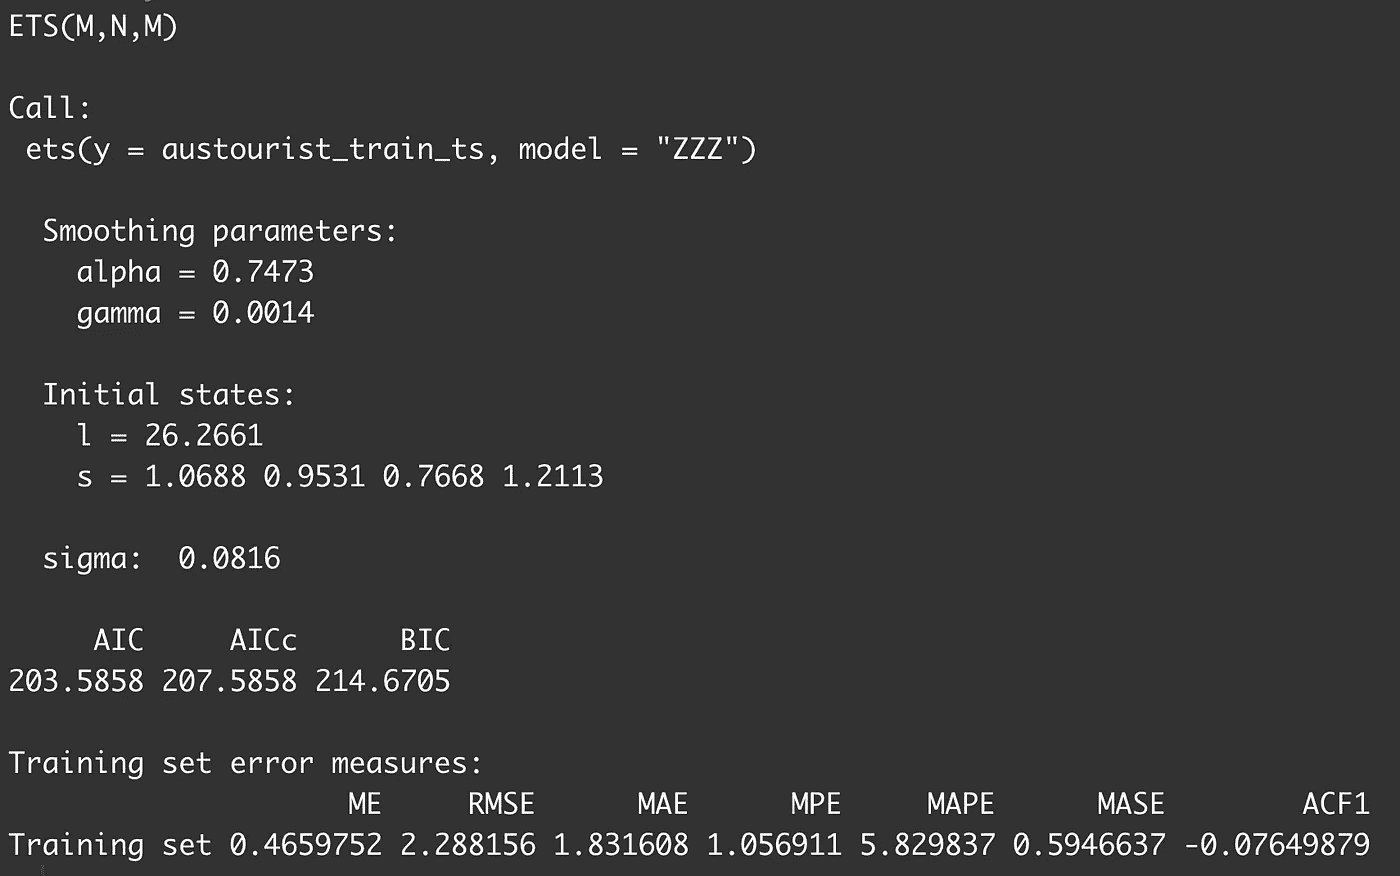 ETS(M,N,M)
Call:
ets(y = austourist_train_ts, model = "ZZZ")
Smoothing parameters:
alpha = 0.7473
gamma = 0.0014
Initial states:
l = 26.2661
s = 1.0688 0.9531 0.7668 1.2113
sigma: 0.0816
AIC AICc BIC
203.5858 207.5858 214.6705
Training set error measures:
ME RMSE MAE MPE MAPE MASE ACF1
Training set 0.4659752 2.288156 1.831608 1.056911 5.829837 0.5946637 -0.07649879